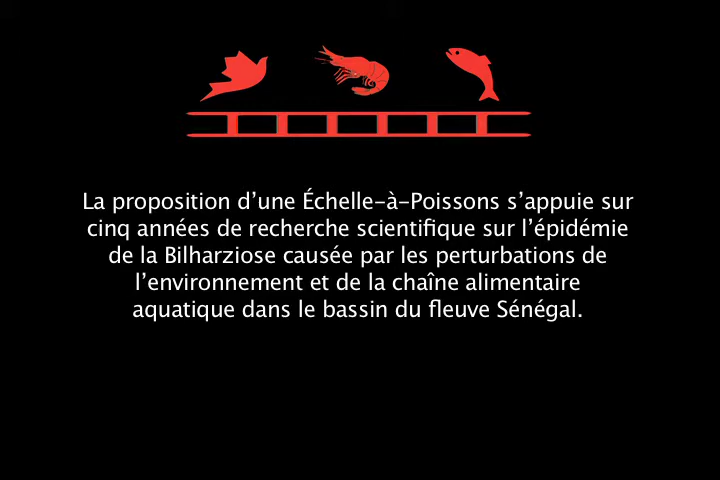 La proposition d’une Échelle-à-Poissons s’appuie sur
cinq années de recherche scientifique sur l’épidémie
de la Bilharziose causée par les perturbations de
l’environnement et de la chaîne alimentaire
aquatique dans le bassin du fleuve Sénégal.